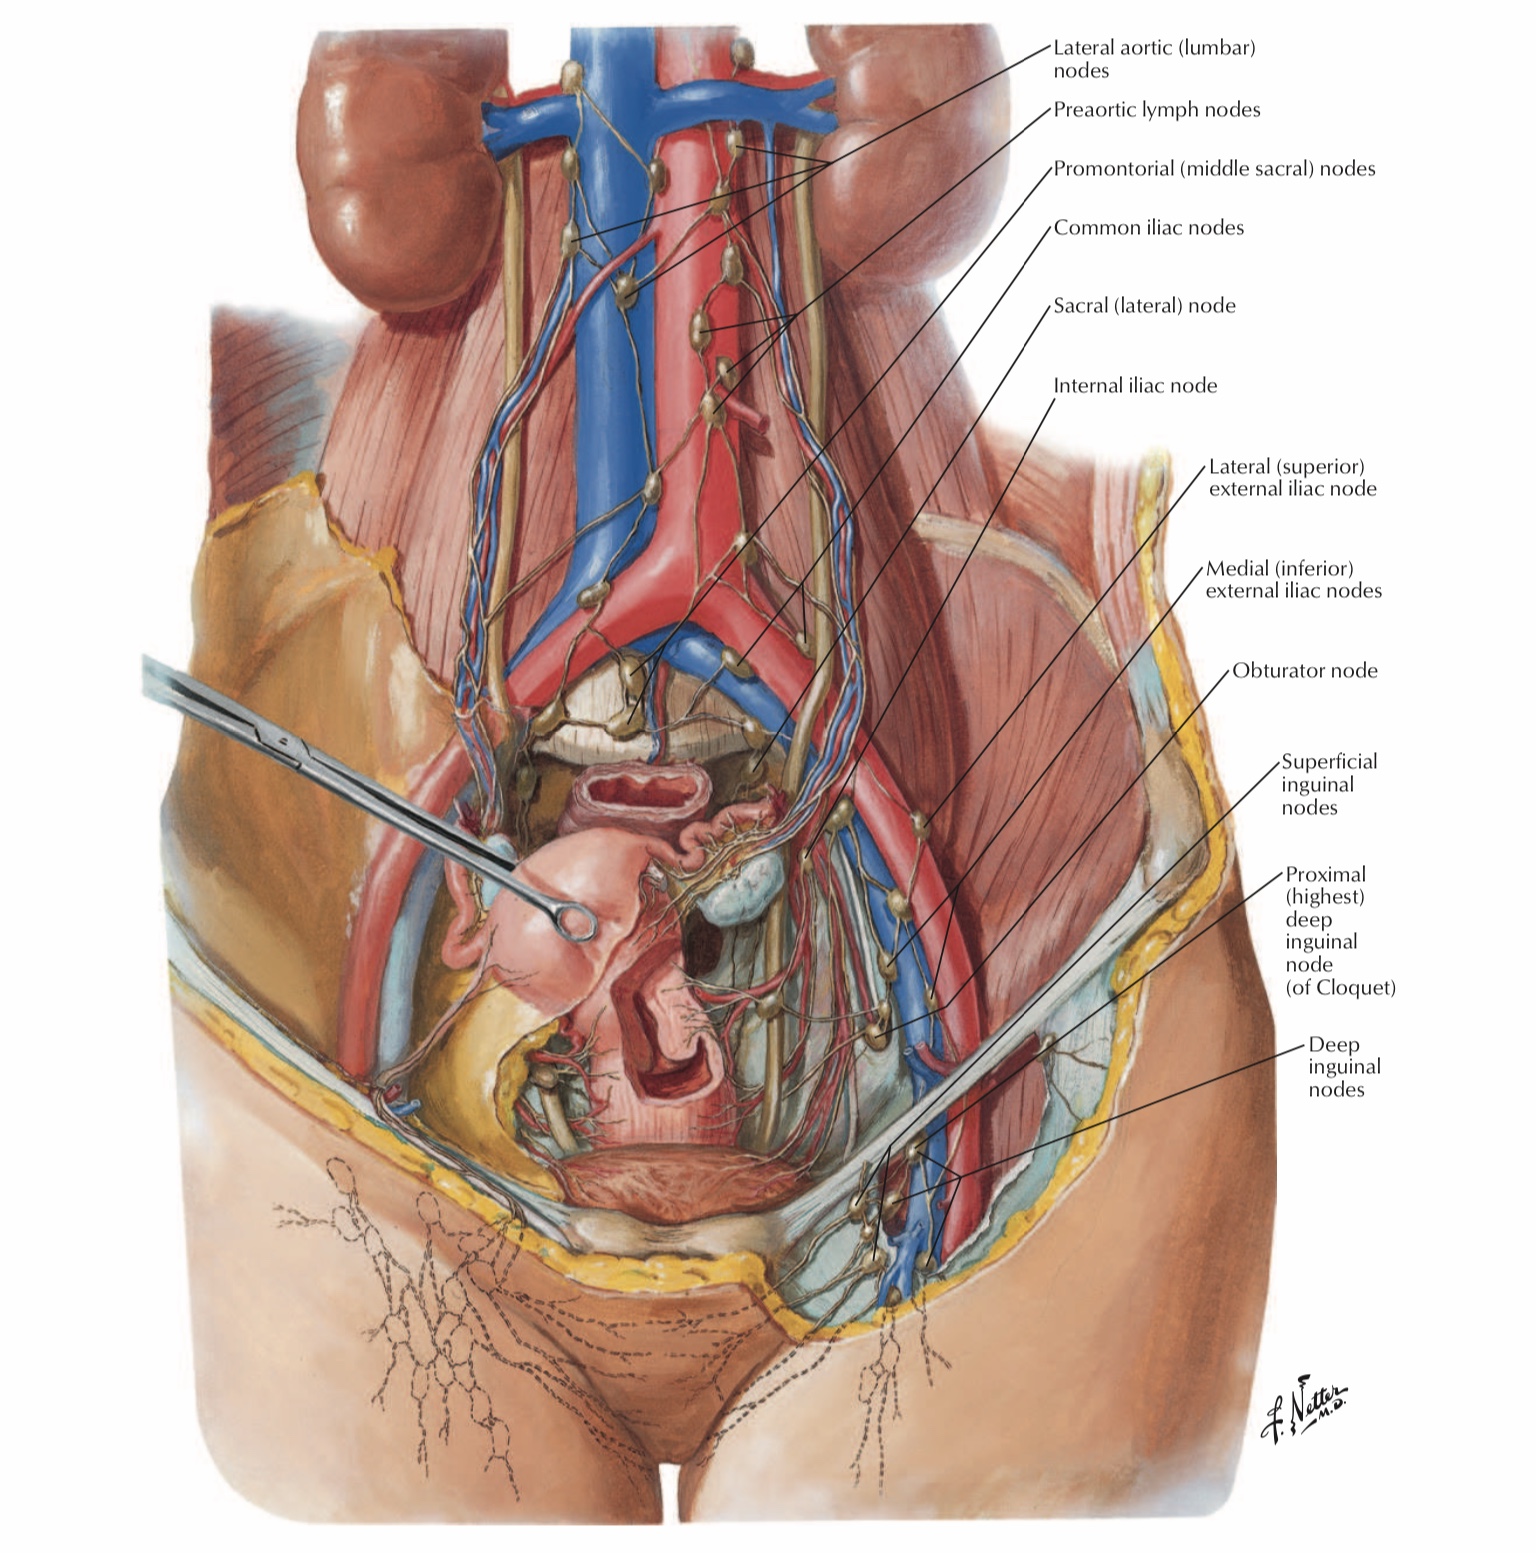 Lateral aortic (lumbar)
nodes
Preaortic lymph nodes
Promontorial (middle sacral) nodes
Common iliac nodes
Sacral (lateral) node
Internal iliac node
Lateral (superior)
external iliac node
Medial (inferior)
external iliac nodes
Obturator node
Superficial
inguinal
nodes
Proximal
(highest)
deep
inguinal
node
(of Cloquet)
Deep
inguinal
nodes
F. Netter
M.D.